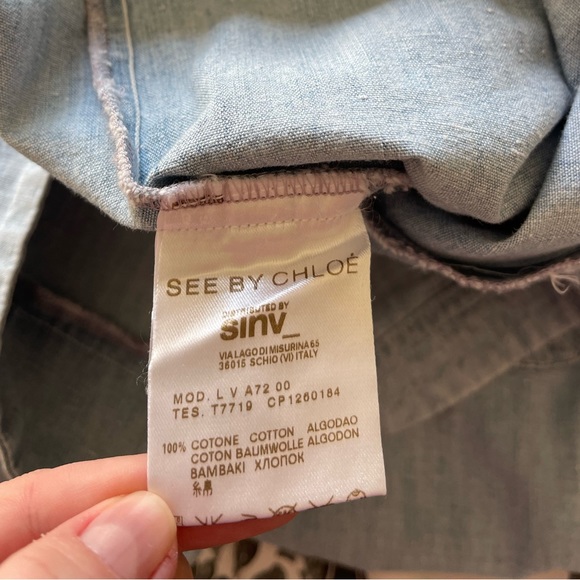 SEE BY CHLOÉ
DISTRIBUTED BY
sinv_
VIA LAGO DI MISURINA 65
36015 SCHIO (VI) ITALY
MOD. L V A72 00
TES. T7719 CP1260184
100% COTONE COTTON ALGODAO
COTON BAUMWOLLE ALGODON
BAMBAKI ХЛОПОК